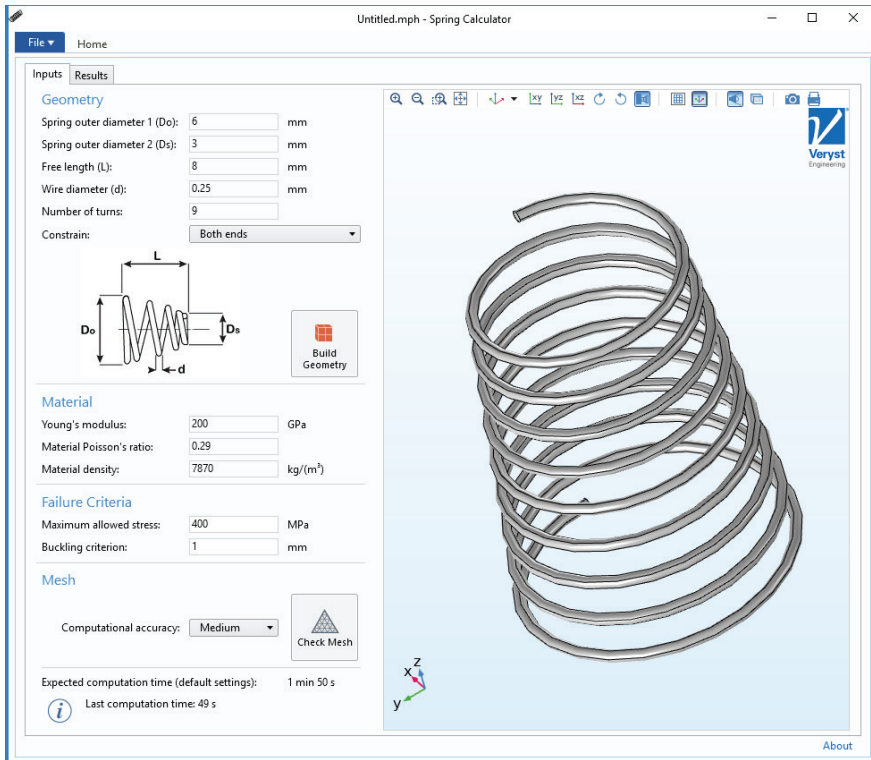 Untitled.mph - Spring Calculator
File
Home
Inputs
Results
Geometry
Spring outer diameter 1 (Do): 6 mm
Spring outer diameter 2 (Ds): 3 mm
Free length (L): 8 mm
Wire diameter (d): 0.25 mm
Number of turns: 9
Constrain: Both ends
L
Do
Ds
d
Build
Geometry
Material
Young's modulus: 200 GPa
Material Poisson's ratio: 0.29
Material density: 7870 kg/(m³)
Failure Criteria
Maximum allowed stress: 400 MPa
Buckling criterion: 1 mm
Mesh
Computational accuracy: Medium
Check Mesh
Expected computation time (default settings): 1 min 50 s
i
Last computation time: 49 s
xy yz xz
Veryst
Engineering
®
z
x
y
About